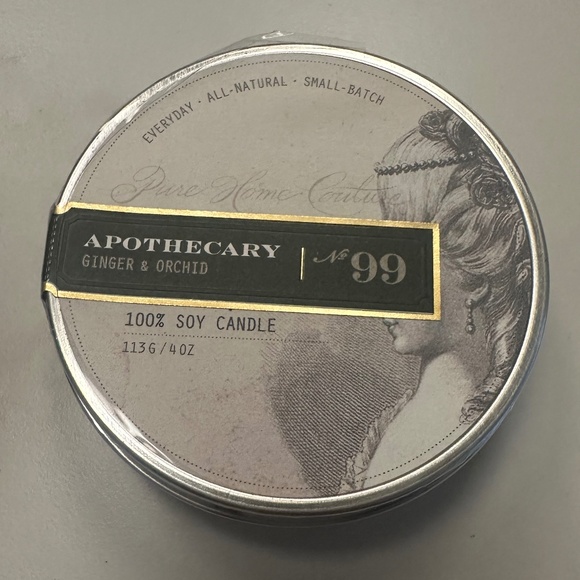 EVERYDAY · ALL-NATURAL · SMALL-BATCH
Pure Home Couture
APOTHECARY
GINGER & ORCHID
Nº 99
100% SOY CANDLE
113G/4OZ